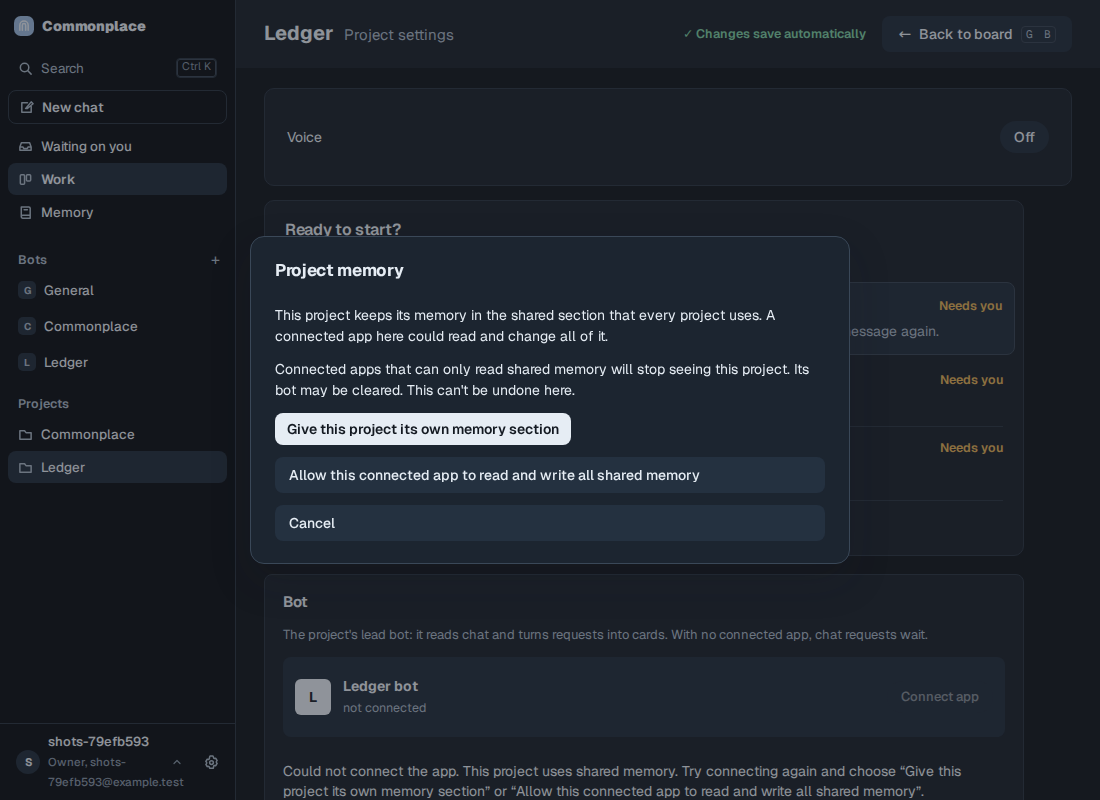 Commonplace
Search Ctrl K
New chat
Waiting on you
Work
Memory
Bots +
G General
C Commonplace
L Ledger
Projects
Commonplace
Ledger
S shots-79efb593
Owner, shots-
79efb593@example.test
Ledger Project settings
✓ Changes save automatically
← Back to board G B
Voice Off
Ready to start?
Needs you
essage again.
Needs you
Needs you
Project memory
This project keeps its memory in the shared section that every project uses. A
connected app here could read and change all of it.
Connected apps that can only read shared memory will stop seeing this project. Its
bot may be cleared. This can't be undone here.
Give this project its own memory section
Allow this connected app to read and write all shared memory
Cancel
Bot
The project's lead bot: it reads chat and turns requests into cards. With no connected app, chat requests wait.
L Ledger bot
not connected
Connect app
Could not connect the app. This project uses shared memory. Try connecting again and choose “Give this
project its own memory section” or “Allow this connected app to read and write all shared memory”.